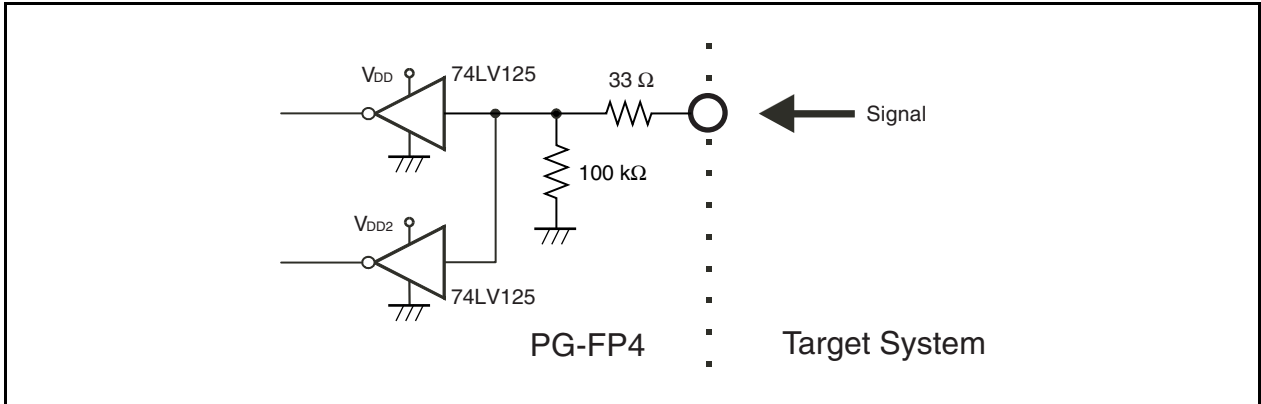 VDD
74LV125
33 Ω
Signal
100 kΩ
VDD2
74LV125
PG-FP4
Target System